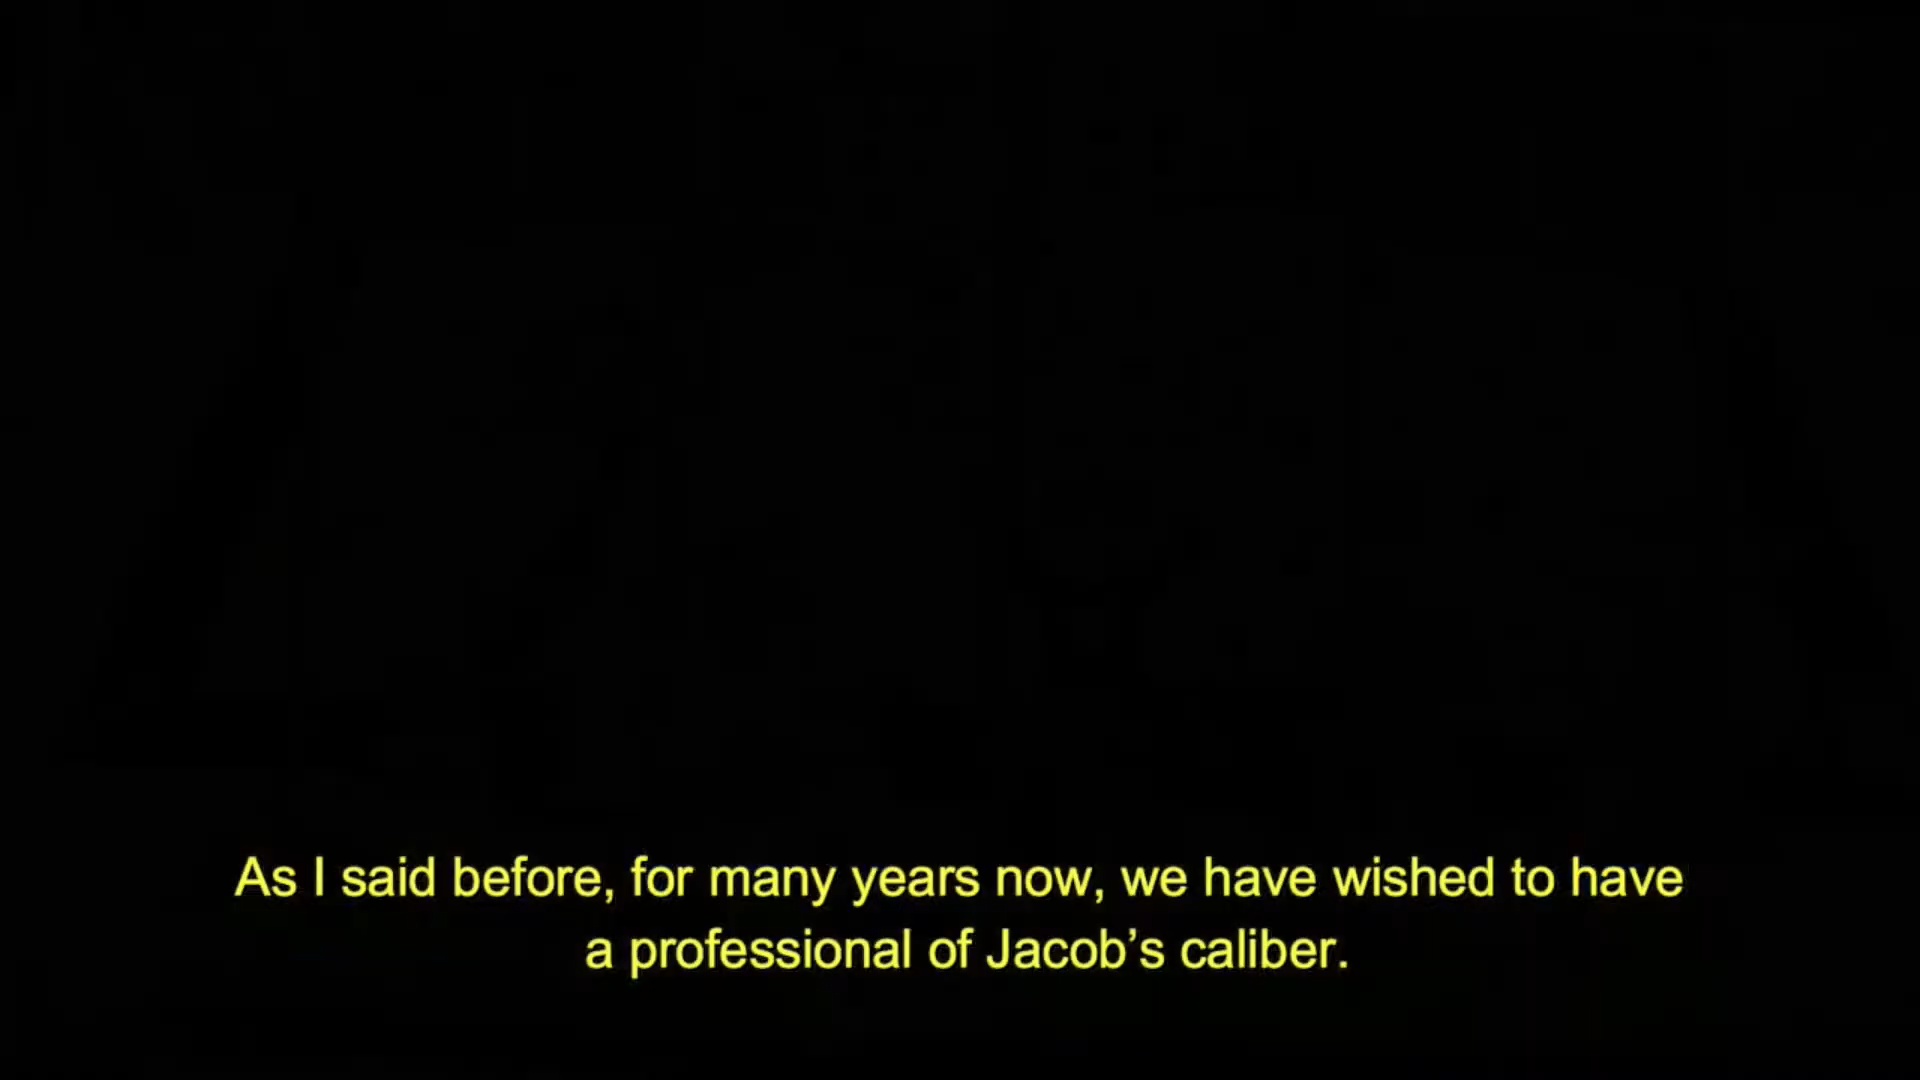 As I said before, for many years now, we have wished to have
a professional of Jacob’s caliber.